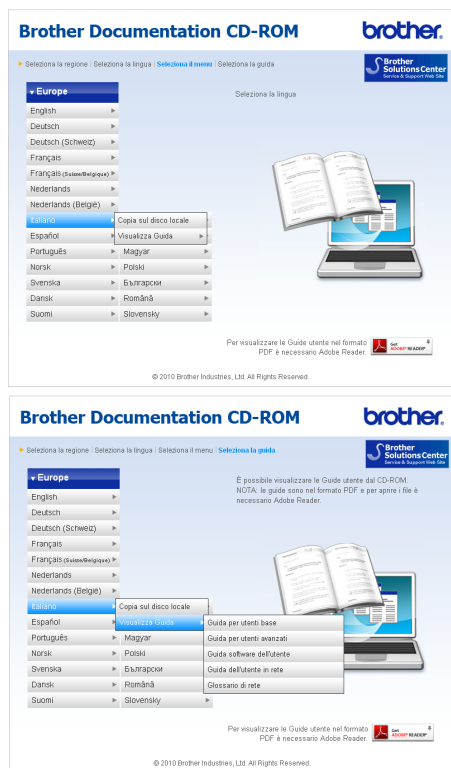 Brother Documentation CD-ROM
brother.
Seleziona la regione | Seleziona la lingua | Seleziona il menu | Seleziona la guida
Brother
Solutions Center
Service & Support Web Site
Europe
Seleziona la lingua
English
Deutsch
Deutsch (Schweiz)
Français
Français (Suisse/Belgique)
Nederlands
Nederlands (België)
Italiano
Copia sul disco locale
Español
Visualizza Guida
Português
Magyar
Norsk
Polski
Svenska
Български
Dansk
Română
Suomi
Slovensky
Per visualizzare le Guide utente nel formato
PDF è necessario Adobe Reader.
Get
ADOBE® READER®
© 2010 Brother Industries, Ltd. All Rights Reserved.
Brother Documentation CD-ROM
brother.
Seleziona la regione | Seleziona la lingua | Seleziona il menu | Seleziona la guida
Brother
Solutions Center
Service & Support Web Site
Europe
È possibile visualizzare le Guide utente dal CD-ROM.
NOTA: le guide sono nel formato PDF e per aprire i file è
necessario Adobe Reader.
English
Deutsch
Deutsch (Schweiz)
Français
Français (Suisse/Belgique)
Nederlands
Nederlands (België)
Italiano
Copia sul disco locale
Español
Visualizza Guida
Guida per utenti base
Português
Magyar
Guida per utenti avanzati
Norsk
Polski
Guida software dell'utente
Svenska
Български
Guida dell'utente in rete
Dansk
Română
Glossario di rete
Suomi
Slovensky
Per visualizzare le Guide utente nel formato
PDF è necessario Adobe Reader.
Get
ADOBE® READER®
© 2010 Brother Industries, Ltd. All Rights Reserved.